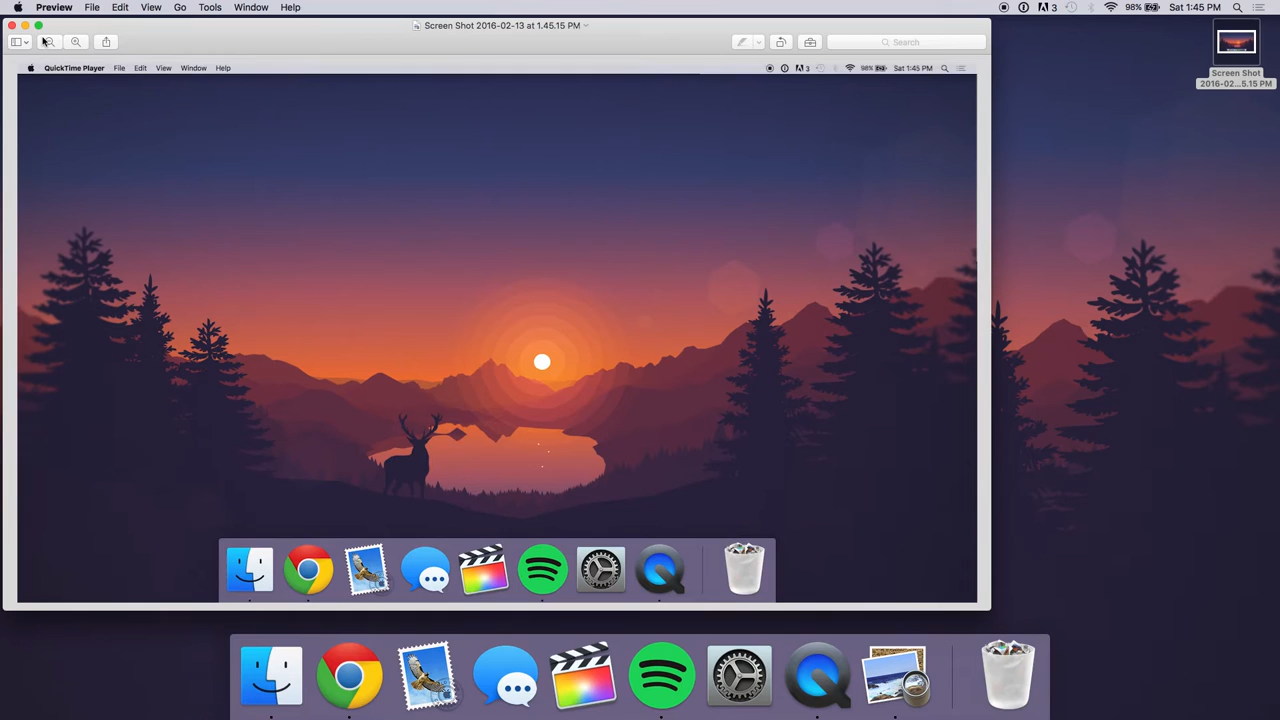 Preview File Edit View Go Tools Window Help
3 98% Sat 1:45 PM
Screen Shot 2016-02-13 at 1.45.15 PM
Search
QuickTime Player File Edit View Window Help
3 98% Sat 1:45 PM
Screen Shot
2016-02...5.15 PM